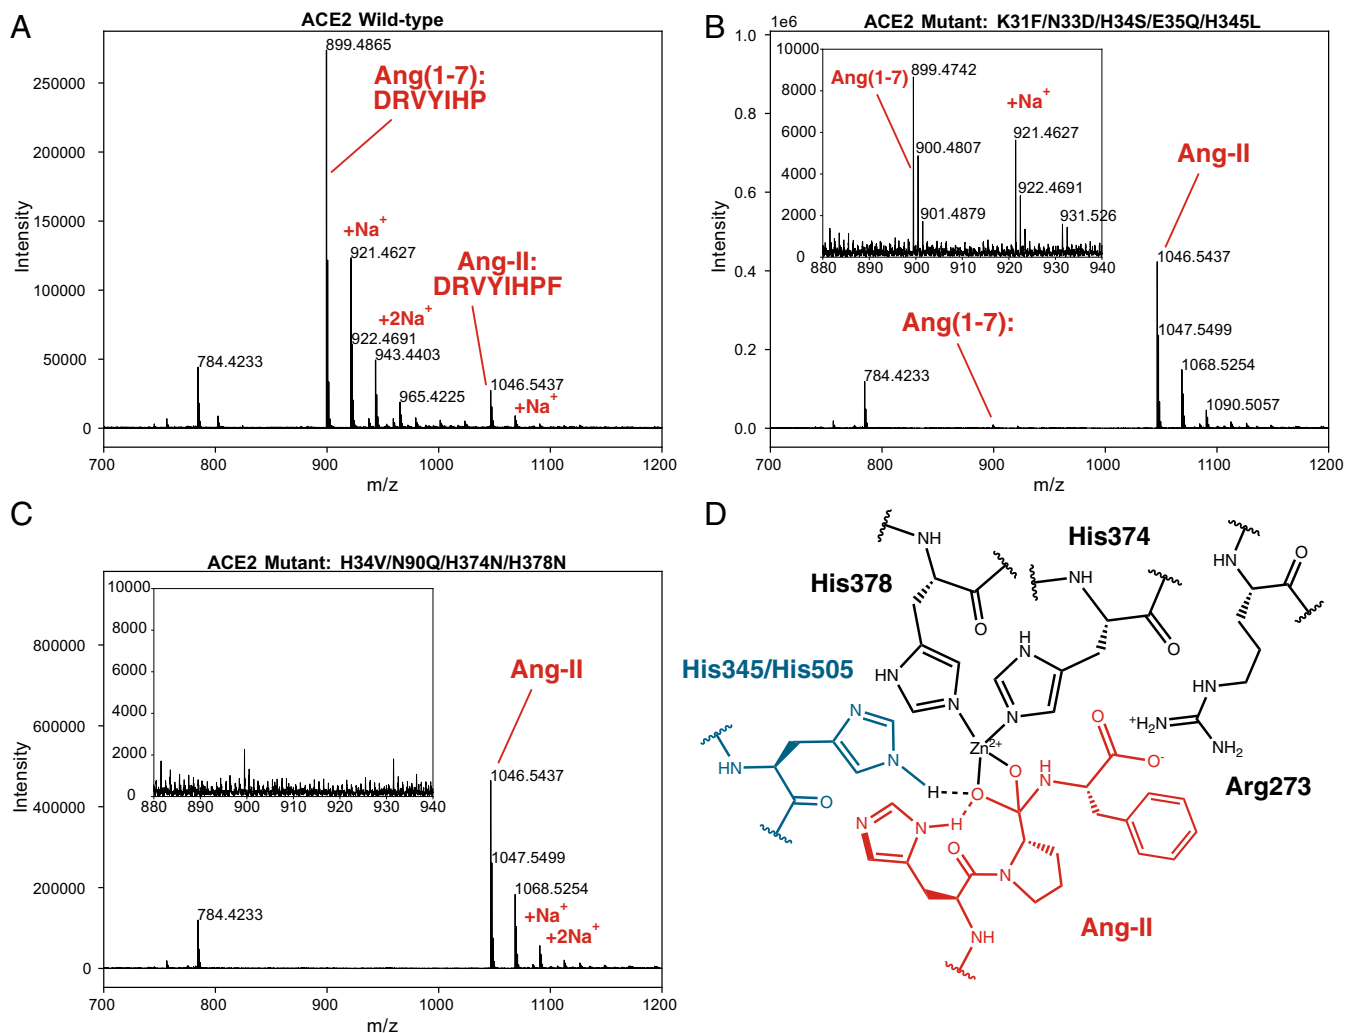 A
ACE2 Wild-type
899.4865
Ang(1-7):
DRVYIHP
+Na+
921.4627
Ang-II:
DRVYIHPF
+2Na+
922.4691
943.4403
784.4233
965.4225
1046.5437
+Na+
250000
200000
150000
100000
50000
0
Intensity
700 800 900 1000 1100 1200
m/z
B
1e6
ACE2 Mutant: K31F/N33D/H34S/E35Q/H345L
1.0
0.8
0.6
0.4
0.2
0.0
Intensity
10000
8000
6000
4000
2000
0
880 890 900 910 920 930 940
Ang(1-7)
899.4742
+Na+
921.4627
900.4807
922.4691
901.4879
931.526
Ang-II
1046.5437
Ang(1-7):
1047.5499
784.4233
1068.5254
1090.5057
700 800 900 1000 1100 1200
m/z
C
ACE2 Mutant: H34V/N90Q/H374N/H378N
800000
600000
400000
200000
0
Intensity
10000
8000
6000
4000
2000
0
880 890 900 910 920 930 940
Ang-II
1046.5437
1047.5499
1068.5254
784.4233
+Na+
+2Na+
700 800 900 1000 1100 1200
m/z
D
His374
His378
His345/His505
Arg273
Ang-II
NH
O
NH
O
NH
O
HN
N
H
N
N
Zn2+
NH
+H2N
NH2
N
N
H
HN
O
O
O
H
N
O
O-
N
N
H
O
N
NH